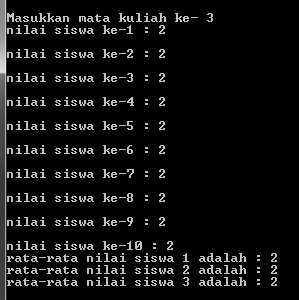 Masukkan mata kuliah ke- 3
nilai siswa ke-1 : 2
nilai siswa ke-2 : 2
nilai siswa ke-3 : 2
nilai siswa ke-4 : 2
nilai siswa ke-5 : 2
nilai siswa ke-6 : 2
nilai siswa ke-7 : 2
nilai siswa ke-8 : 2
nilai siswa ke-9 : 2
nilai siswa ke-10 : 2
rata-rata nilai siswa 1 adalah : 2
rata-rata nilai siswa 2 adalah : 2
rata-rata nilai siswa 3 adalah : 2